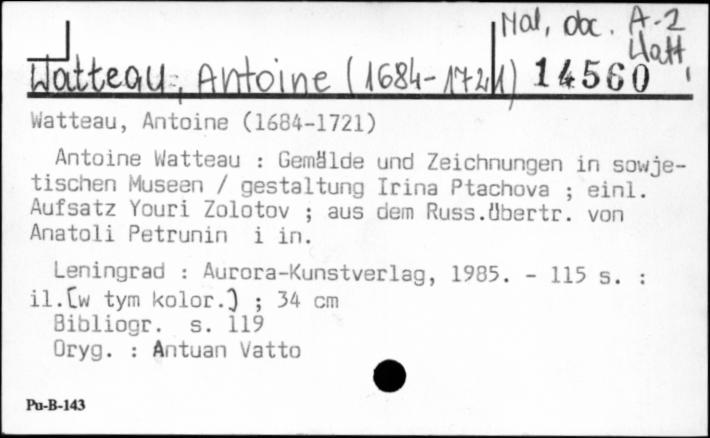 Mal, obc. A-2
Watt,
Watteau, Antoine (1684-1721) 14560
Watteau, Antoine (1684-1721)
Antoine Watteau : Gemälde und Zeichnungen in sowje-
tischen Museen / gestaltung Irina Ptachova ; einl.
Aufsatz Youri Zolotov ; aus dem Russ.übertr. von
Anatoli Petrunin i in.
Leningrad : Aurora-Kunstverlag, 1985. - 115 s. :
il.[w tym kolor.] ; 34 cm
Bibliogr. s. 119
Oryg. : Antuan Vatto
Pu-B-143